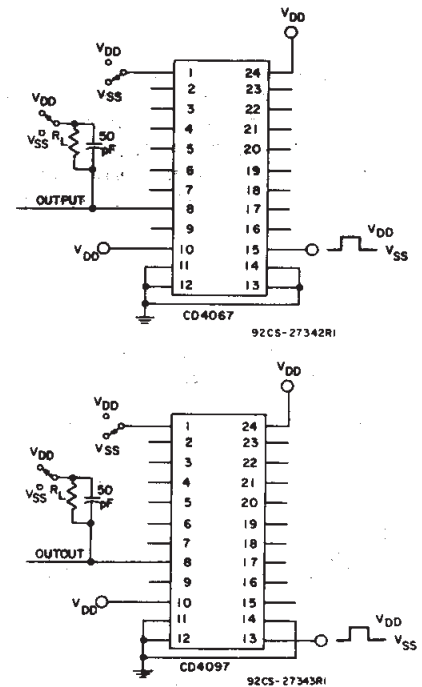 VDD
VDD
VSS
1 24
2 23
VDD
3 22
VSS RL 50 pF
4 21
5 20
6 19
7 18
OUTPUT
8 17
9 16
VDD 10 15 VDD VSS
11 14
12 13
CD4067
92CS-27342R1
VDD
VDD
VSS
1 24
2 23
VDD
3 22
VSS RL 50 pF
4 21
5 20
6 19
7 18
OUTOUT
8 17
9 16
VDD 10 15
11 14
12 13 VDD VSS
CD4097
92CS-27343R1